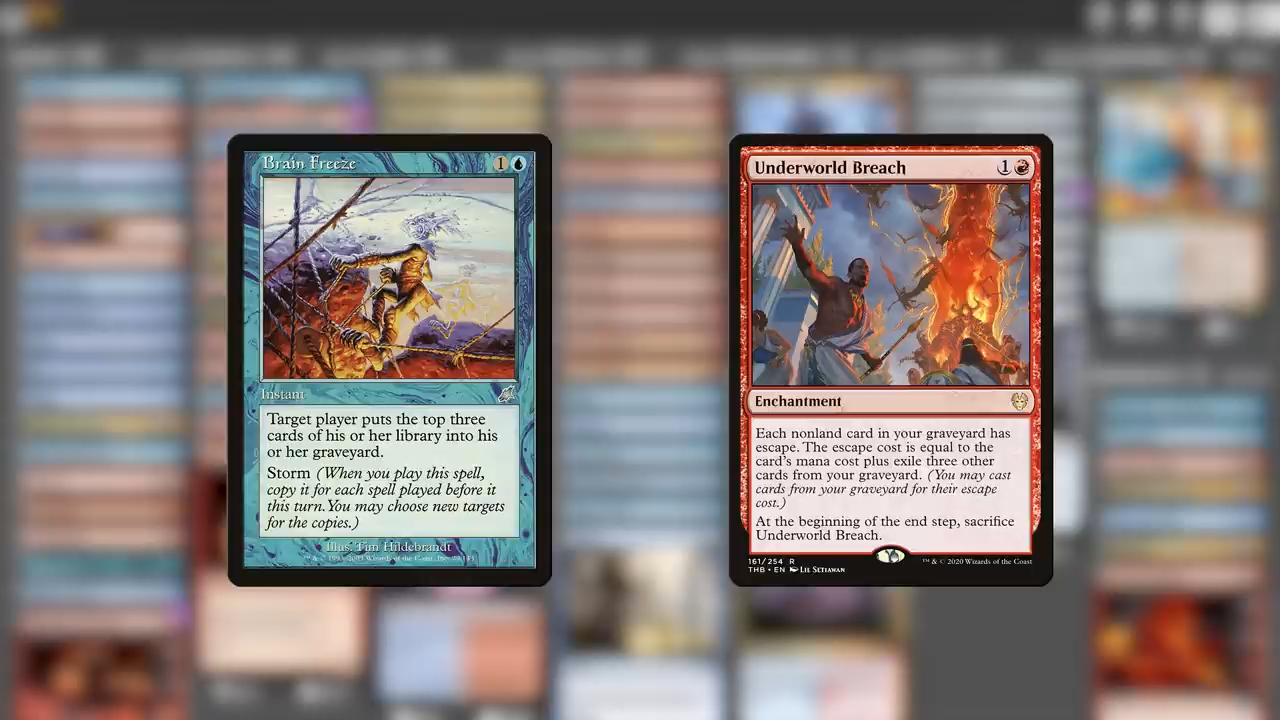 Brain Freeze 1
Instant
Target player puts the top three
cards of his or her library into his
or her graveyard.
Storm (When you play this spell,
copy it for each spell played before it
this turn. You may choose new targets
for the copies.)
Illus. Tim Hildebrandt
Underworld Breach 1
Enchantment
Each nonland card in your graveyard has
escape. The escape cost is equal to the
card's mana cost plus exile three other
cards from your graveyard. (You may cast
cards from your graveyard for their escape
cost.)
At the beginning of the end step, sacrifice
Underworld Breach.
161/254 R
THB • EN Lie Setiawan
™ & © 2020 Wizards of the Coast